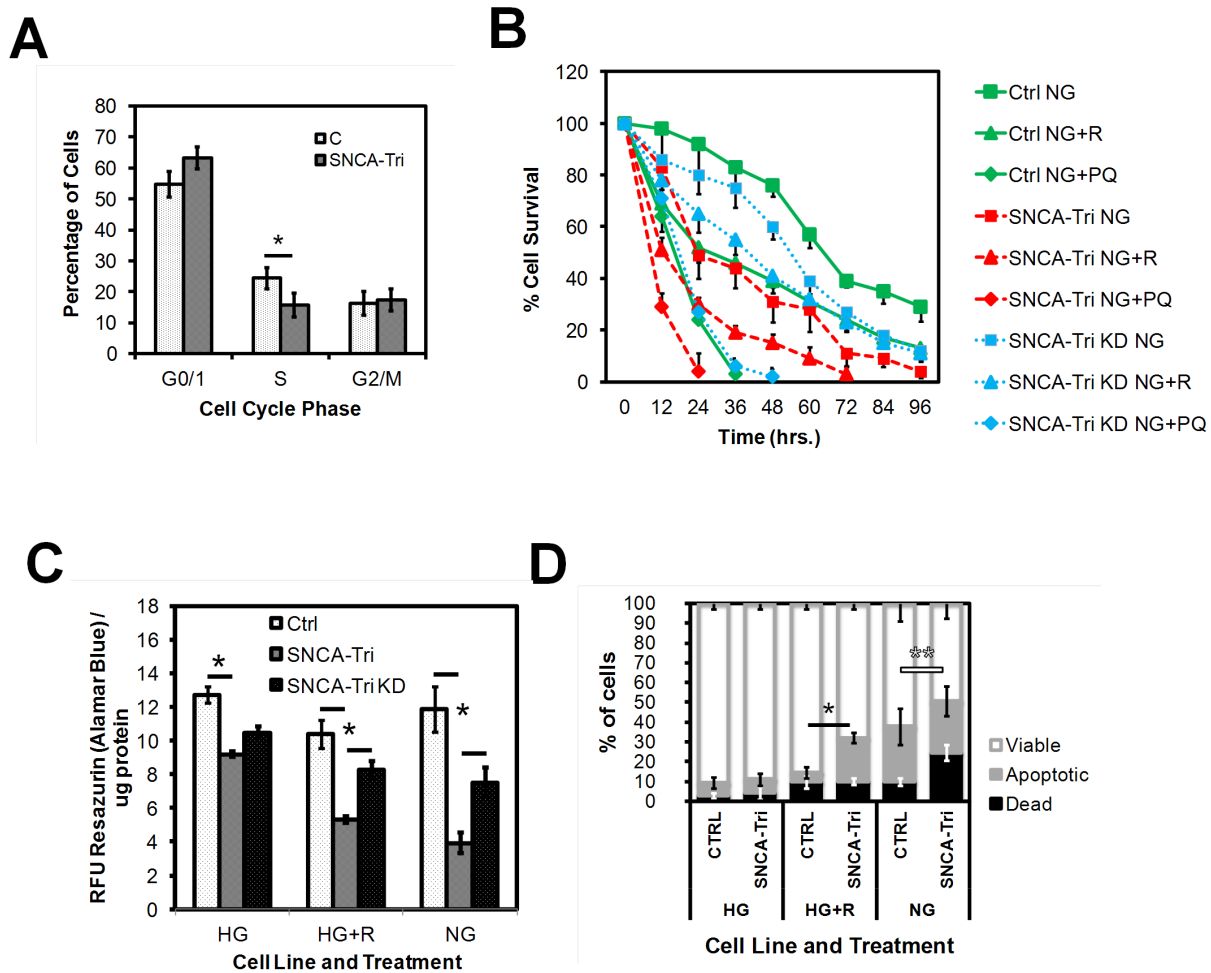 A
80
70
60
50
40
30
20
10
0
Percentage of Cells
C
SNCA-Tri
*
G0/1 S G2/M
Cell Cycle Phase
B
120
100
80
60
40
20
0
% Cell Survival
0 12 24 36 48 60 72 84 96
Time (hrs.)
Ctrl NG
Ctrl NG+R
Ctrl NG+PQ
SNCA-Tri NG
SNCA-Tri NG+R
SNCA-Tri NG+PQ
SNCA-Tri KD NG
SNCA-Tri KD NG+R
SNCA-Tri KD NG+PQ
C
18
16
14
12
10
8
6
4
2
0
RFU Resazurin (Alamar Blue) /
ug protein
Ctrl
SNCA-Tri
SNCA-Tri KD
*
*
*
HG HG+R NG
Cell Line and Treatment
D
100
90
80
70
60
50
40
30
20
10
0
% of cells
*
**
Viable
Apoptotic
Dead
CTRL SNCA-Tri CTRL SNCA-Tri CTRL SNCA-Tri
HG HG+R NG
Cell Line and Treatment